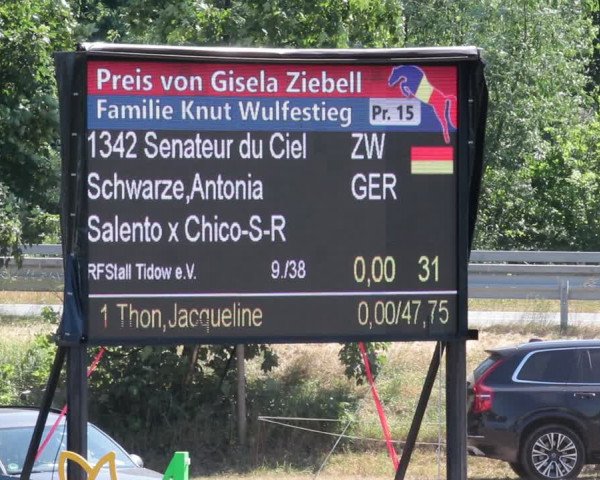 Preis von Gisela Ziebell
Familie Knut Wulfestieg Pr. 15
1342 Senateur du Ciel ZW
Schwarze,Antonia GER
Salento x Chico-S-R
RFStall Tidow e.V. 9./38 0,00 31
1 Thon,Jacqueline 0,00/47,75